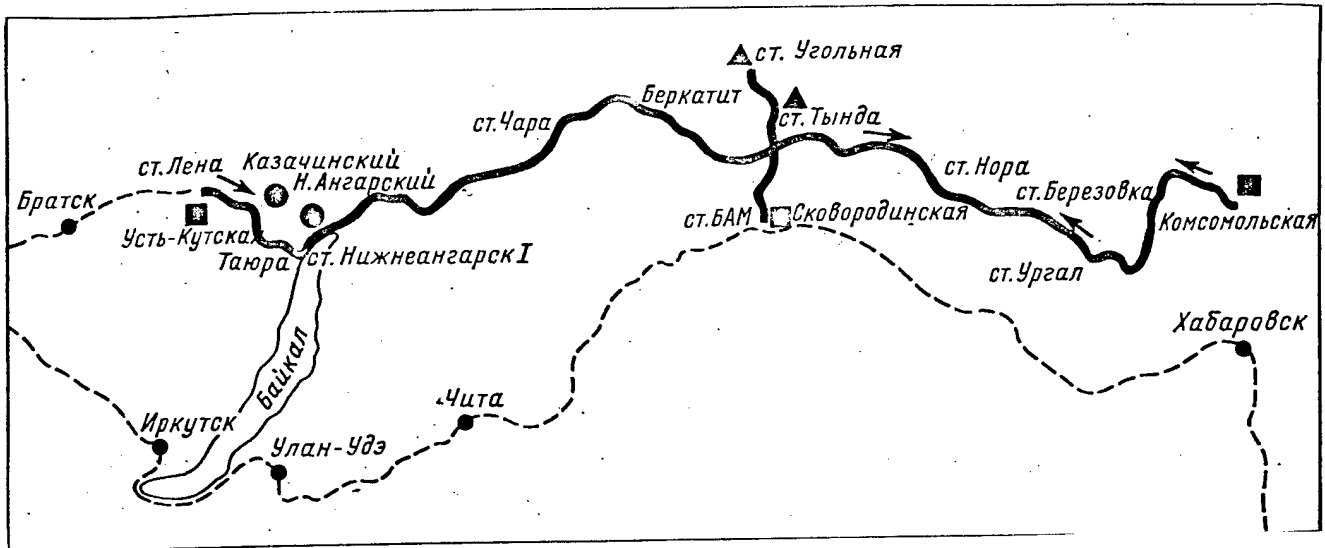 ст. Угольная
Беркатит
ст. Тында
ст. Чара
ст. Лена
Казачинский
Н. Ангарский
ст. Нора
ст. Березовка
Братск
Усть-Кутская
ст. БАМ
Сковородинская
Комсомольская
Таюра
ст. Нижнеангарск I
ст. Ургал
Хабаровск
Байкал
Чита
Иркутск
Улан-Удэ